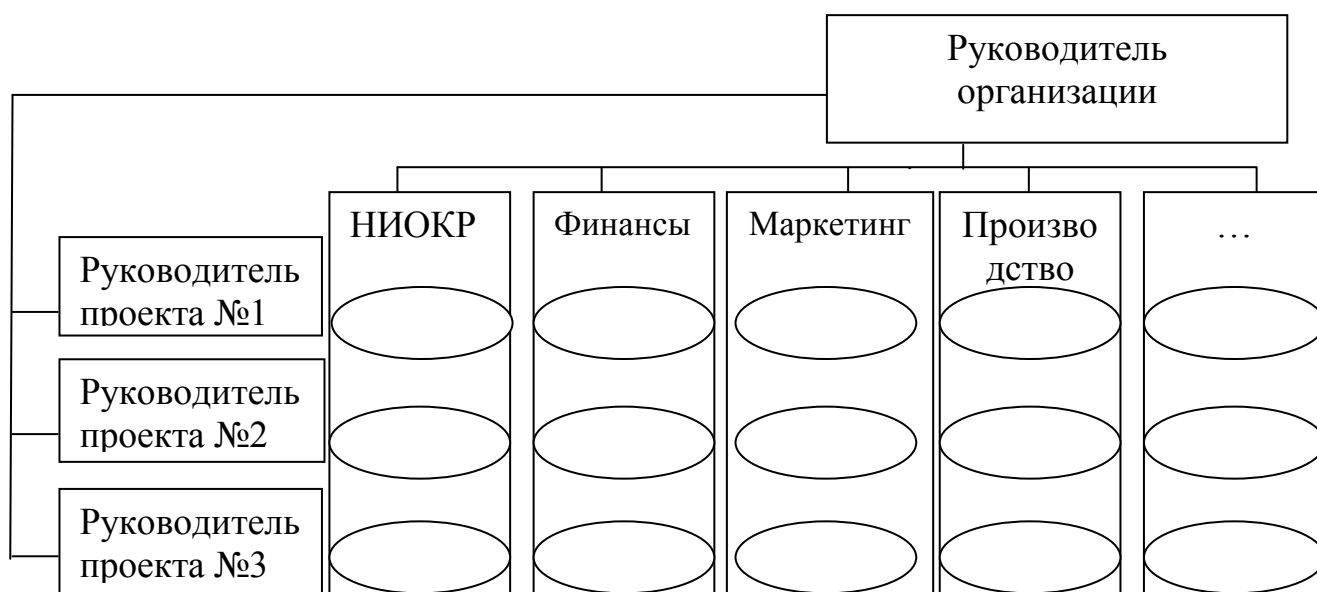 Руководитель
организации
НИОКР
Финансы
Маркетинг
Произво
дство
…
Руководитель
проекта №1
Руководитель
проекта №2
Руководитель
проекта №3